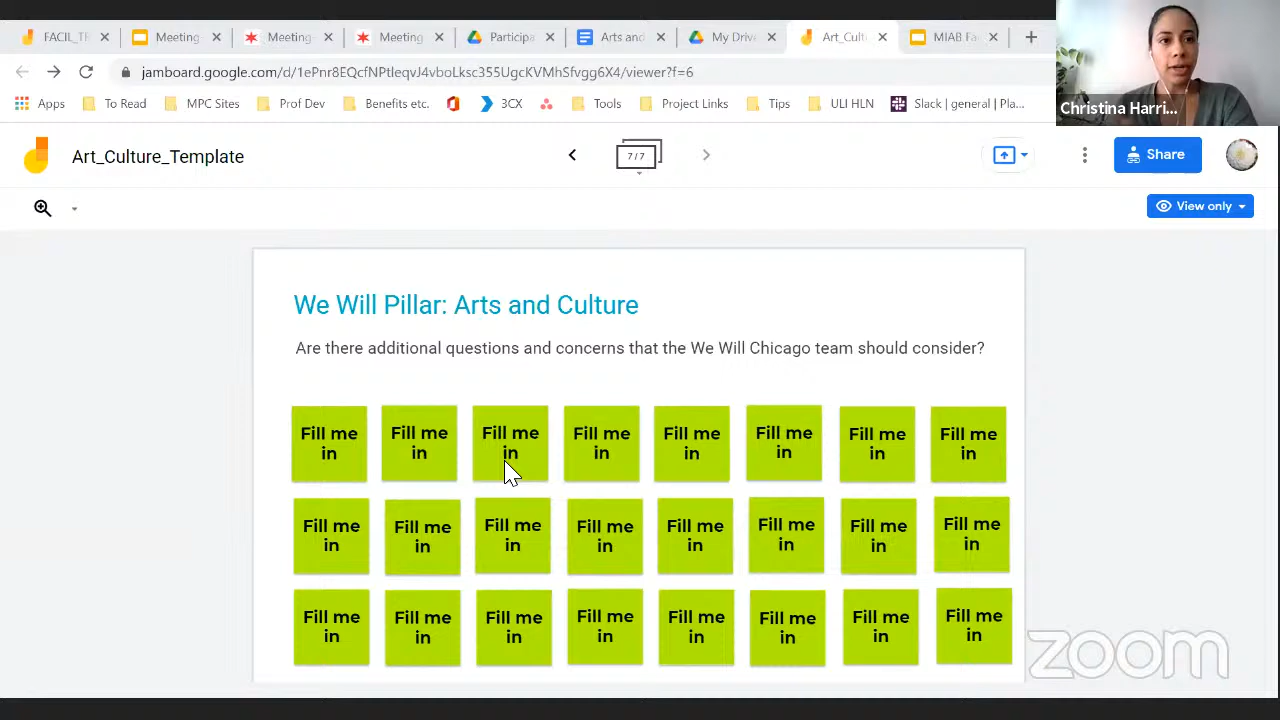 FACIL_TF
Meeting
Meeting
Meeting
Participa
Arts and
My Drive
Art_Cult
MIAB Fa
jamboard.google.com/d/1ePnr8EQcfNPtIeqvJ4vboLksc355UgcKVMhSfvgg6X4/viewer?f=6
Apps
To Read
MPC Sites
Prof Dev
Benefits etc.
3CX
Tools
Project Links
Tips
ULI HLN
Slack | general | Pla...
Christina Harri...
Art_Culture_Template
7/7
Share
View only
We Will Pillar: Arts and Culture
Are there additional questions and concerns that the We Will Chicago team should consider?
Fill me
in
Fill me
in
Fill me
in
Fill me
in
Fill me
in
Fill me
in
Fill me
in
Fill me
in
Fill me
in
Fill me
in
Fill me
in
Fill me
in
Fill me
in
Fill me
in
Fill me
in
Fill me
in
Fill me
in
Fill me
in
Fill me
in
Fill me
in
Fill me
in
Fill me
in
Fill me
in
Fill me
in
zoom